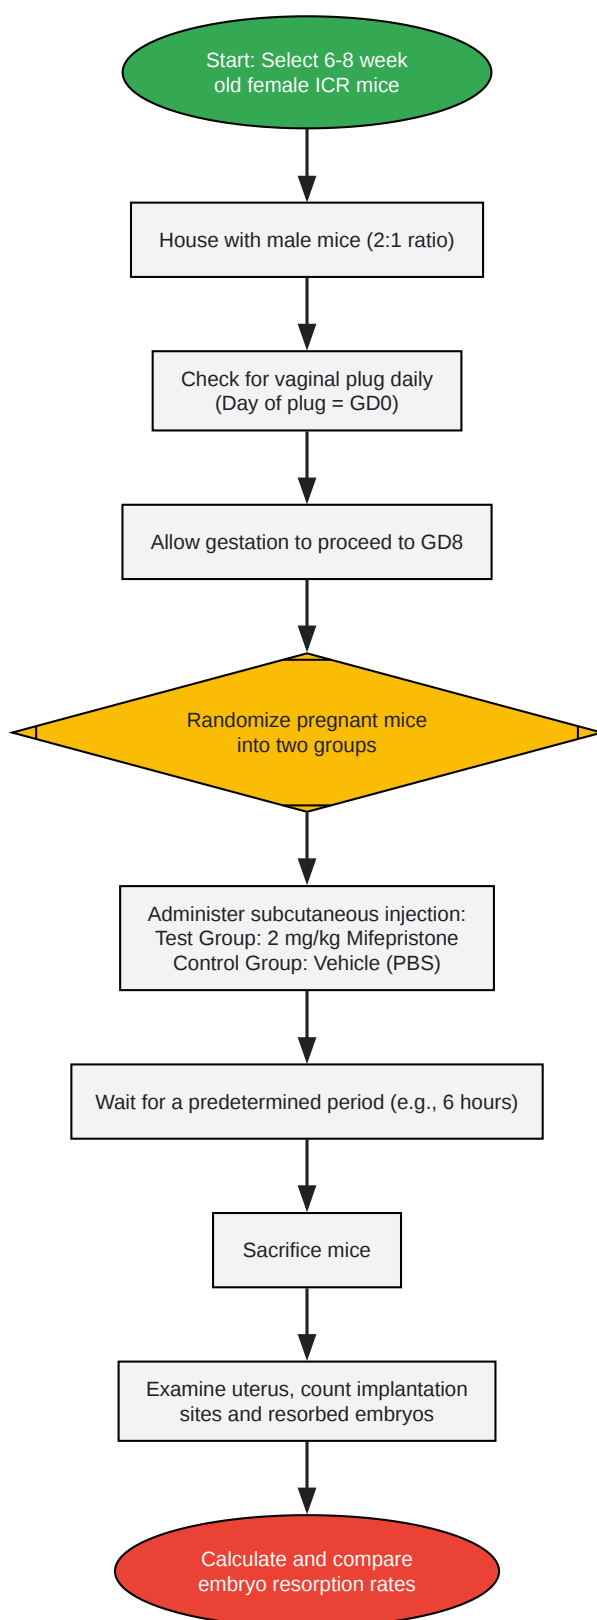 Start: Select 6-8 week
old female ICR mice
House with male mice (2:1 ratio)
Check for vaginal plug daily
(Day of plug = GD0)
Allow gestation to proceed to GD8
Randomize pregnant mice
into two groups
Administer subcutaneous injection:
Test Group: 2 mg/kg Mifepristone
Control Group: Vehicle (PBS)
Wait for a predetermined period (e.g., 6 hours)
Sacrifice mice
Examine uterus, count implantation
sites and resorbed embryos
Calculate and compare
embryo resorption rates